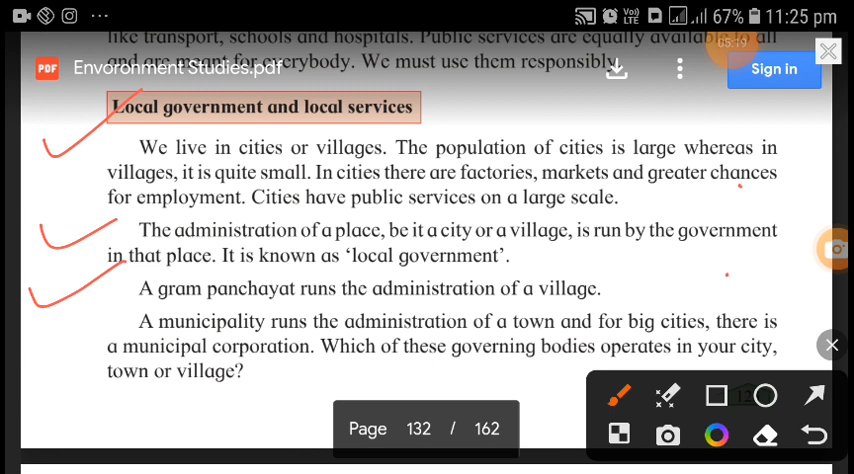 Vo)) LTE 67% 11:25 pm
like transport, schools and hospitals. Public services are equally available to all
05:19
and are meant for everybody. We must use them responsibly.
PDF Envoronment Studies.pdf
Sign in
Local government and local services
We live in cities or villages. The population of cities is large whereas in
villages, it is quite small. In cities there are factories, markets and greater chances
for employment. Cities have public services on a large scale.
The administration of a place, be it a city or a village, is run by the government
in that place. It is known as ‘local government’.
A gram panchayat runs the administration of a village.
A municipality runs the administration of a town and for big cities, there is
a municipal corporation. Which of these governing bodies operates in your city,
town or village?
Page 132 / 162